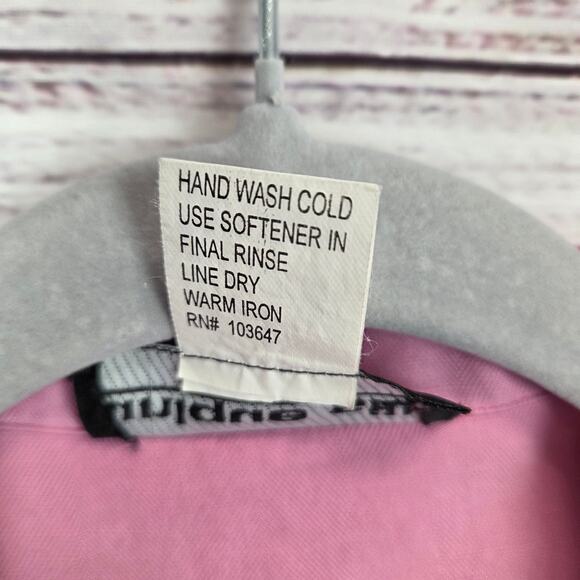 HAND WASH COLD
USE SOFTENER IN
FINAL RINSE
LINE DRY
WARM IRON
RN# 103647